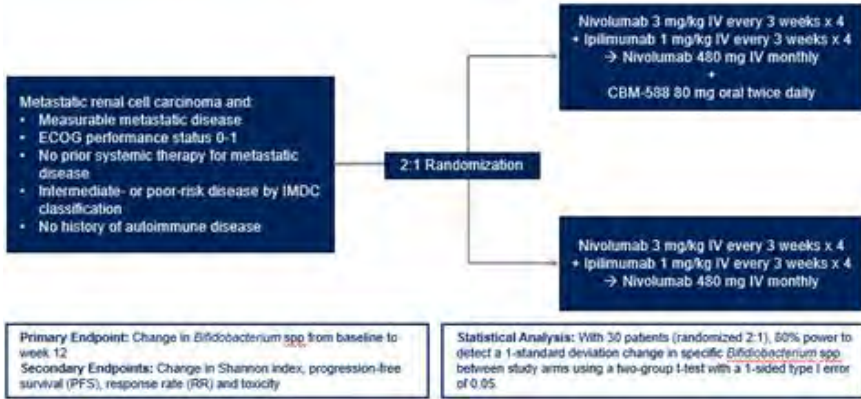 Metastatic renal cell carcinoma and:
• Measurable metastatic disease
• ECOG performance status 0-1
• No prior systemic therapy for metastatic
disease
• Intermediate- or poor-risk disease by IMDC
classification
• No history of autoimmune disease
2:1 Randomization
Nivolumab 3 mg/kg IV every 3 weeks x 4
+ Ipilimumab 1 mg/kg IV every 3 weeks x 4
→ Nivolumab 480 mg IV monthly
+
CBM-588 80 mg oral twice daily
Nivolumab 3 mg/kg IV every 3 weeks x 4
+ Ipilimumab 1 mg/kg IV every 3 weeks x 4
→ Nivolumab 480 mg IV monthly
Primary Endpoint: Change in Bifidobacterium spp from baseline to
week 12
Secondary Endpoints: Change in Shannon index, progression-free
survival (PFS), response rate (RR) and toxicity
Statistical Analysis: With 30 patients (randomized 2:1), 80% power to
detect a 1-standard deviation change in specific Bifidiobacterium spp
between study arms using a two-group t-test with a 1-sided type I error
of 0.05.